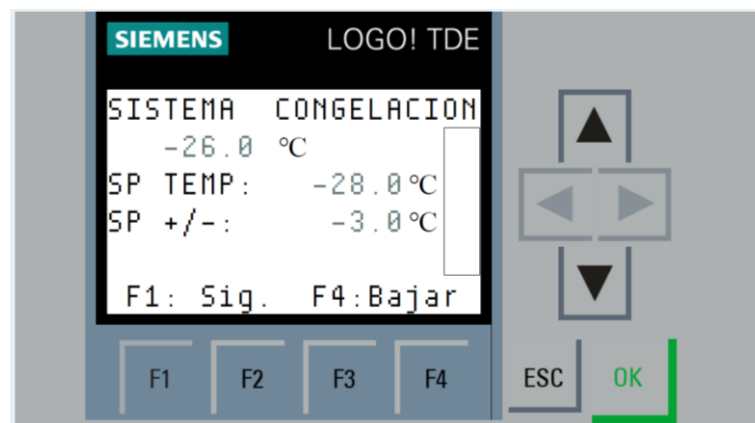 SIEMENS LOGO! TDE
SISTEMA CONGELACION
-26.0 °C
SP TEMP: -28.0 °C
SP +/-: -3.0 °C
F1: Sig. F4:Bajar
F1 F2 F3 F4 ESC OK